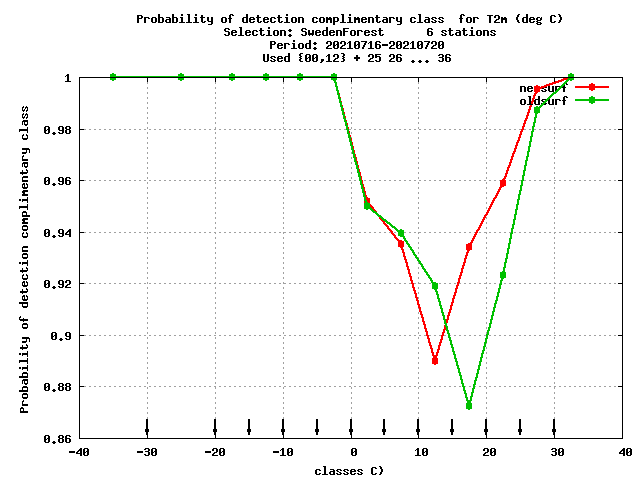 Probability of detection complimentary class  for T2m (deg C)
Selection: SwedenForest      6 stations
Period: 20210716-20210720
Used {00,12} + 25 26 ... 36
Probability of detection complimentary class
1
0.98
0.96
0.94
0.92
0.9
0.88
0.86
newsurf
oldsurf
-40 -30 -20 -10 0 10 20 30 40
classes C)